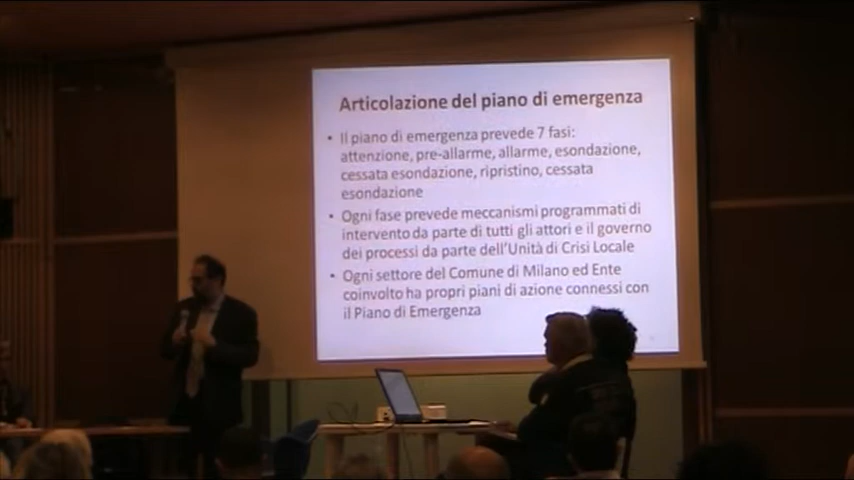 Articolazione del piano di emergenza
• Il piano di emergenza prevede 7 fasi:
attenzione, pre-allarme, allarme, esondazione,
cessata esondazione, ripristino, cessata
esondazione
• Ogni fase prevede meccanismi programmati di
intervento da parte di tutti gli attori e il governo
dei processi da parte dell'Unità di Crisi Locale
• Ogni settore del Comune di Milano ed Ente
coinvolto ha propri piani di azione connessi con
il Piano di Emergenza